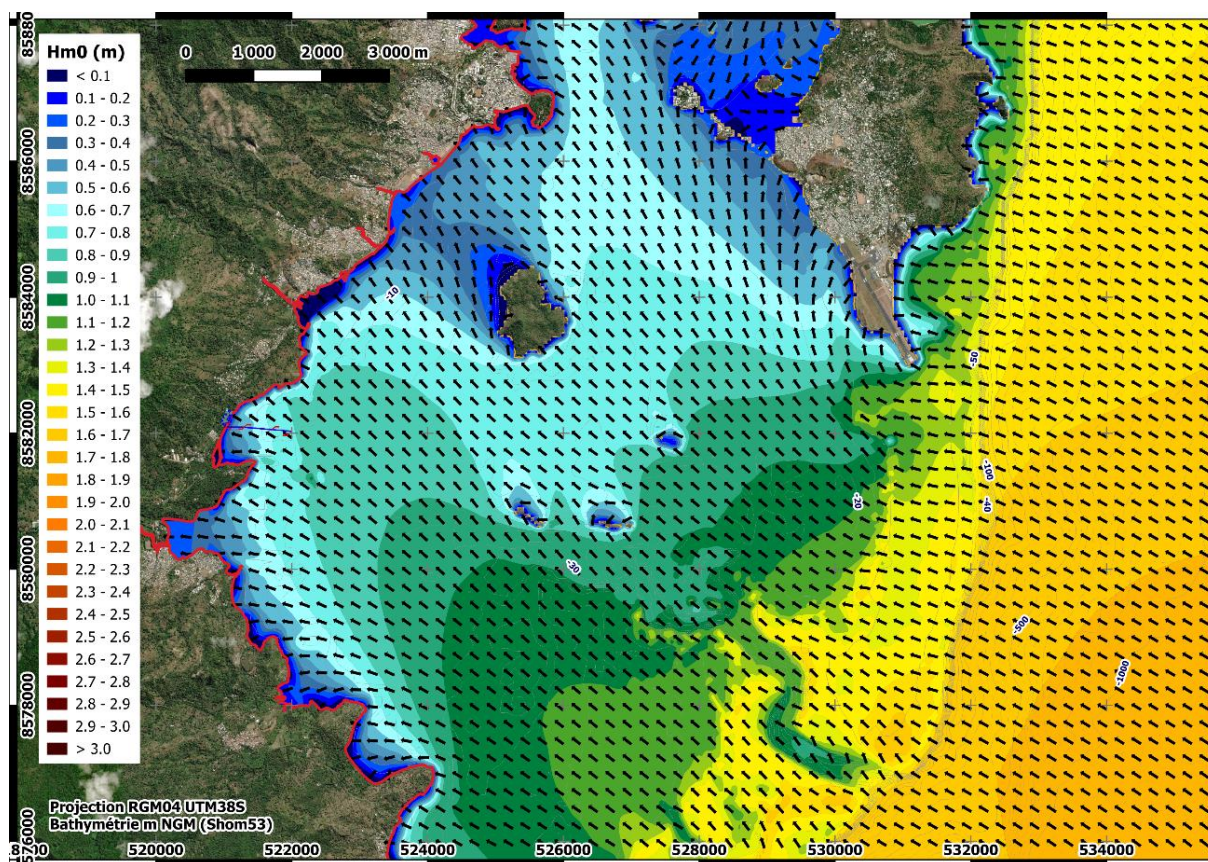 Hm0 (m)
< 0.1
0.1 - 0.2
0.2 - 0.3
0.3 - 0.4
0.4 - 0.5
0.5 - 0.6
0.6 - 0.7
0.7 - 0.8
0.8 - 0.9
0.9 - 1
1.0 - 1.1
1.1 - 1.2
1.2 - 1.3
1.3 - 1.4
1.4 - 1.5
1.5 - 1.6
1.6 - 1.7
1.7 - 1.8
1.8 - 1.9
1.9 - 2.0
2.0 - 2.1
2.1 - 2.2
2.2 - 2.3
2.3 - 2.4
2.4 - 2.5
2.5 - 2.6
2.6 - 2.7
2.7 - 2.8
2.8 - 2.9
2.9 - 3.0
> 3.0
0 1 000 2 000 3 000 m
85880
8586000
8584000
8582000
8580000
8578000
-10
-50
-100
-40
-20
-30
-500
-1000
Projection RGM04 UTM38S
Bathymétrie m NGM (Shom53)
520000 522000 524000 526000 528000 530000 532000 534000